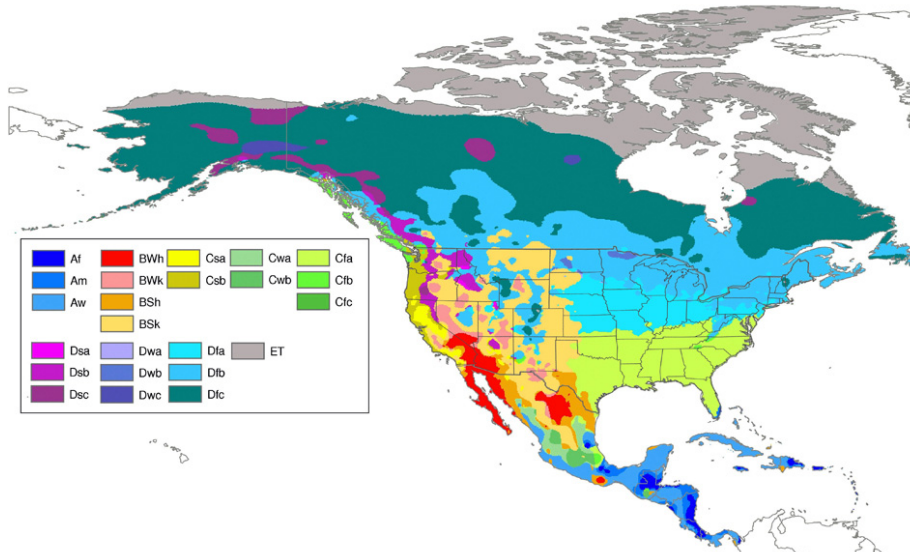 Af BWh Csa Cwa Cfa
Am BWk Csb Cwb Cfb
Aw BSh Cfc
BSk
Dsa Dwa Dfa ET
Dsb Dwb Dfb
Dsc Dwc Dfc